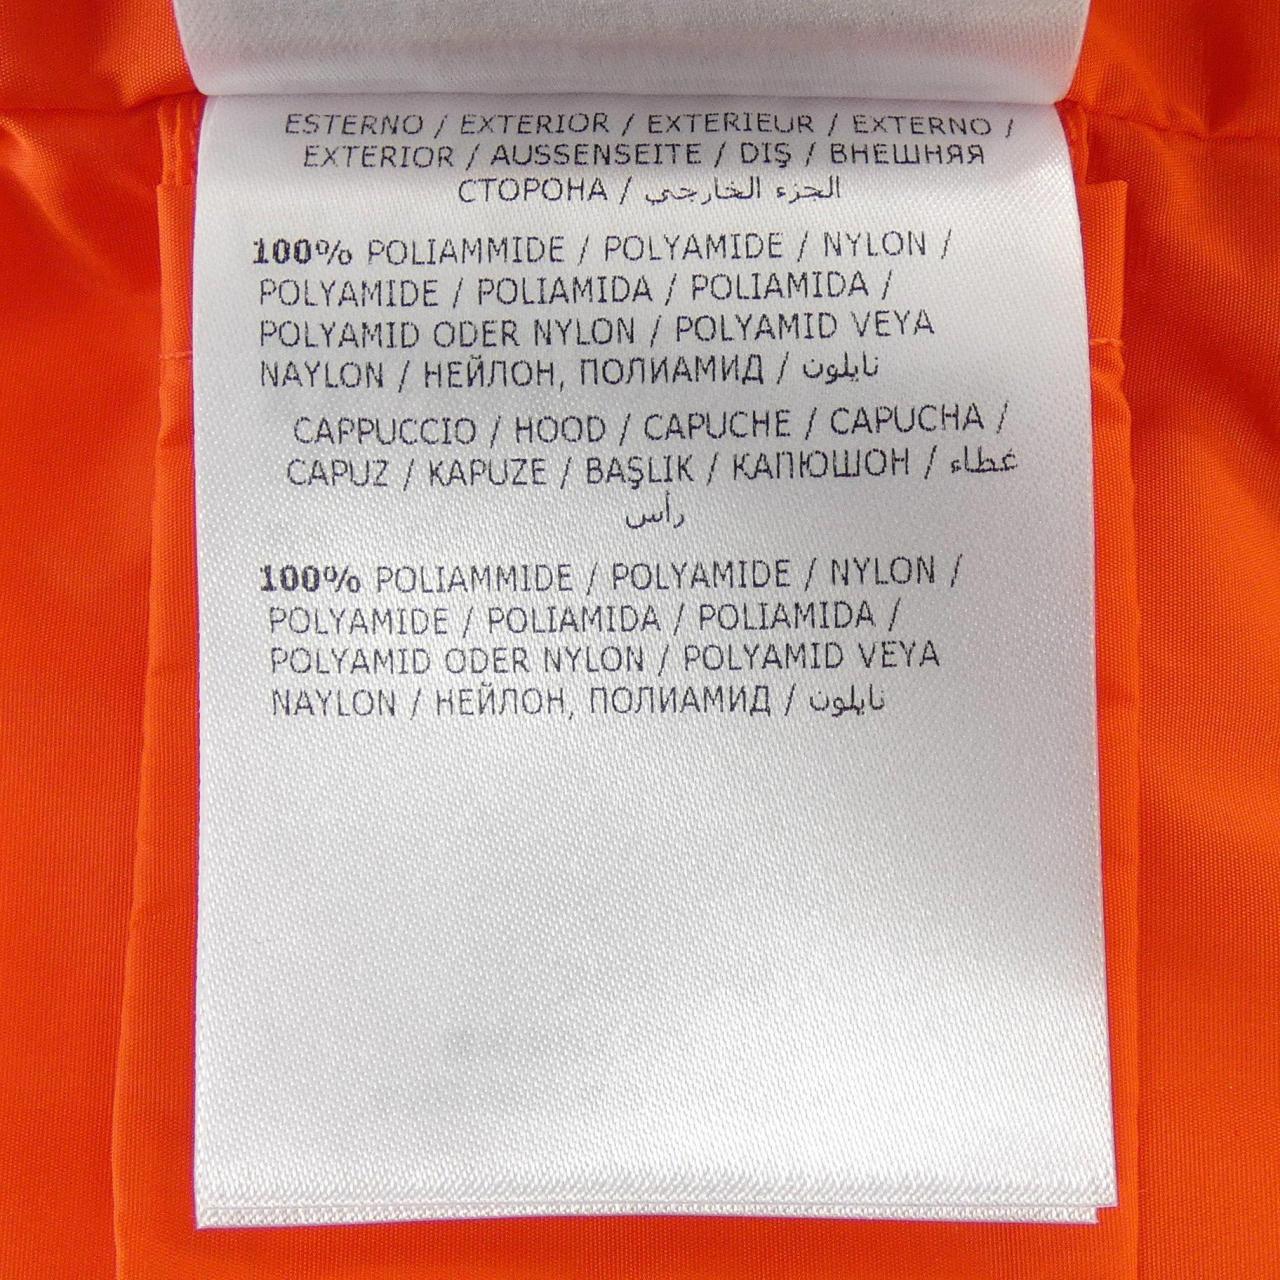 ESTERNO / EXTERIOR / EXTERIEUR / EXTERNO /
EXTERIOR / AUSSENSEITE / DIŞ / ВНЕШНЯЯ
СТОРОНА / الجزء الخارجي
100% POLIAMMIDE / POLYAMIDE / NYLON /
POLYAMIDE / POLIAMIDA / POLIAMIDA /
POLYAMID ODER NYLON / POLYAMID VEYA
NAYLON / НЕЙЛОН, ПОЛИАМИД / نايلون
CAPPUCCIO / HOOD / CAPUCHE / CAPUCHA /
CAPUZ / KAPUZE / BAŞLIK / КАПЮШОН / غطاء
رأس
100% POLIAMMIDE / POLYAMIDE / NYLON /
POLYAMIDE / POLIAMIDA / POLIAMIDA /
POLYAMID ODER NYLON / POLYAMID VEYA
NAYLON / НЕЙЛОН, ПОЛИАМИД / نايلون